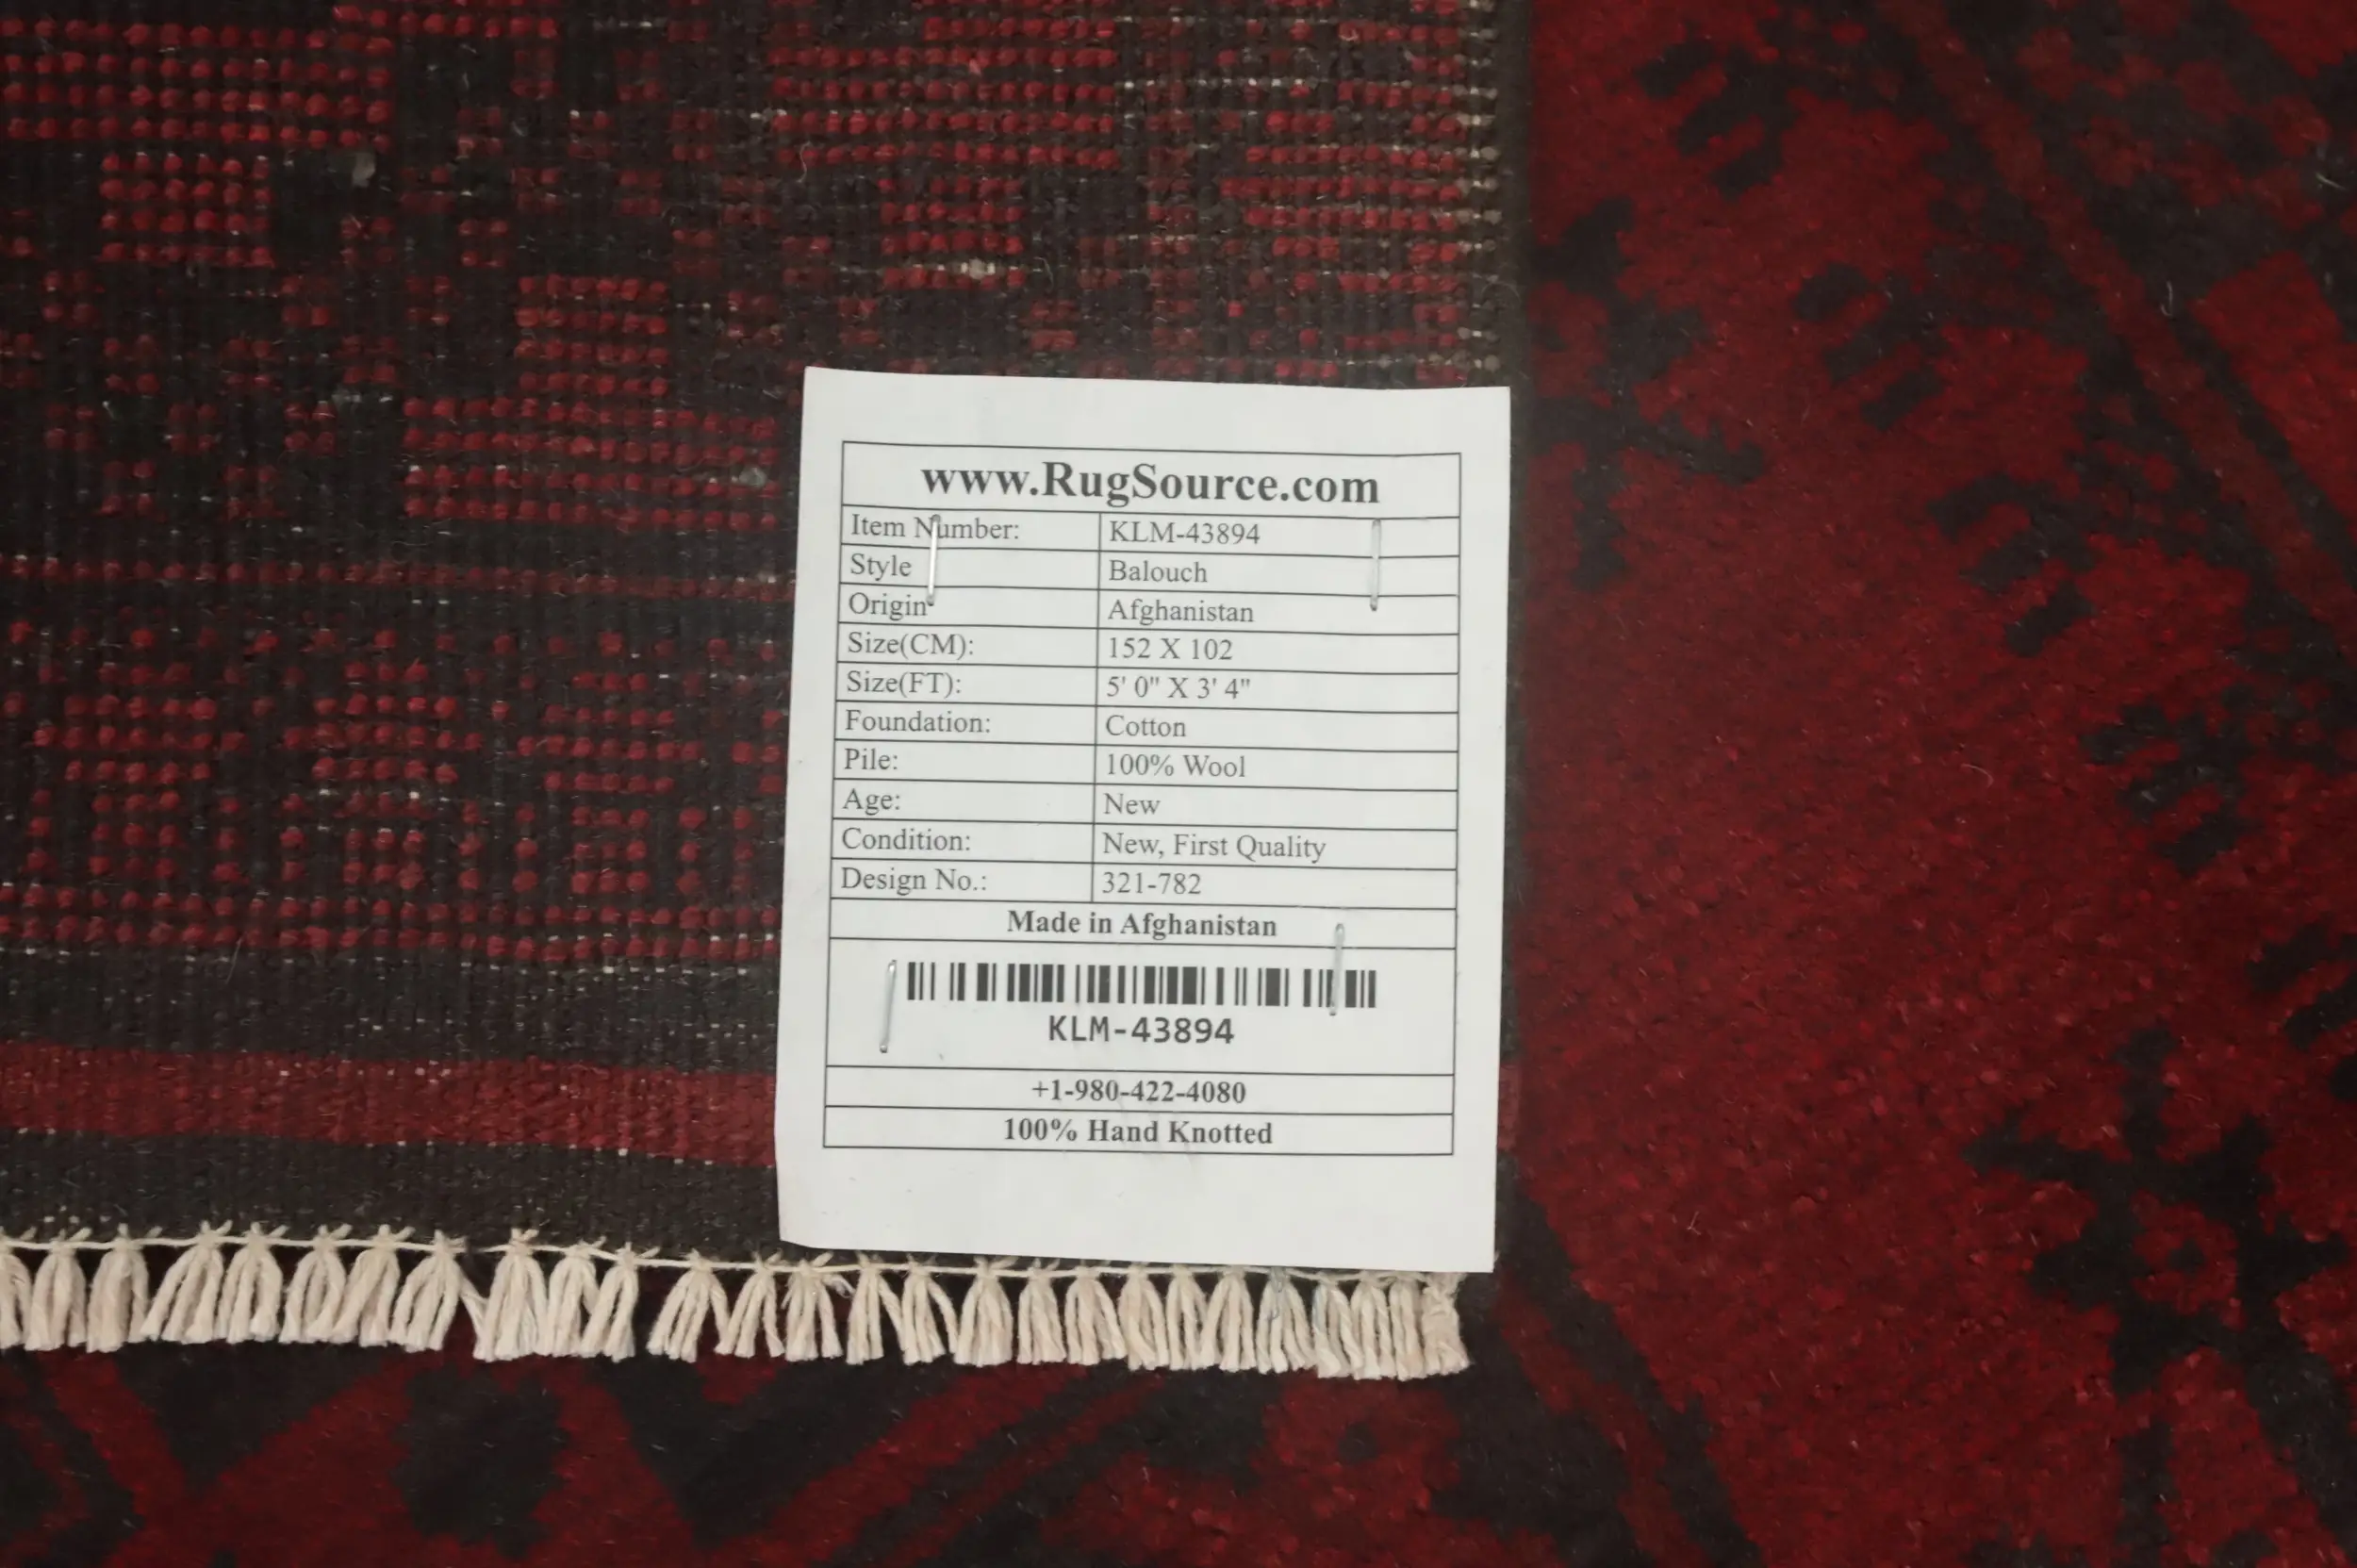 www.RugSource.com
Item Number: KLM-43894
Style Balouch
Origin Afghanistan
Size(CM): 152 X 102
Size(FT): 5' 0" X 3' 4"
Foundation: Cotton
Pile: 100% Wool
Age: New
Condition: New, First Quality
Design No.: 321-782
Made in Afghanistan
KLM-43894
+1-980-422-4080
100% Hand Knotted